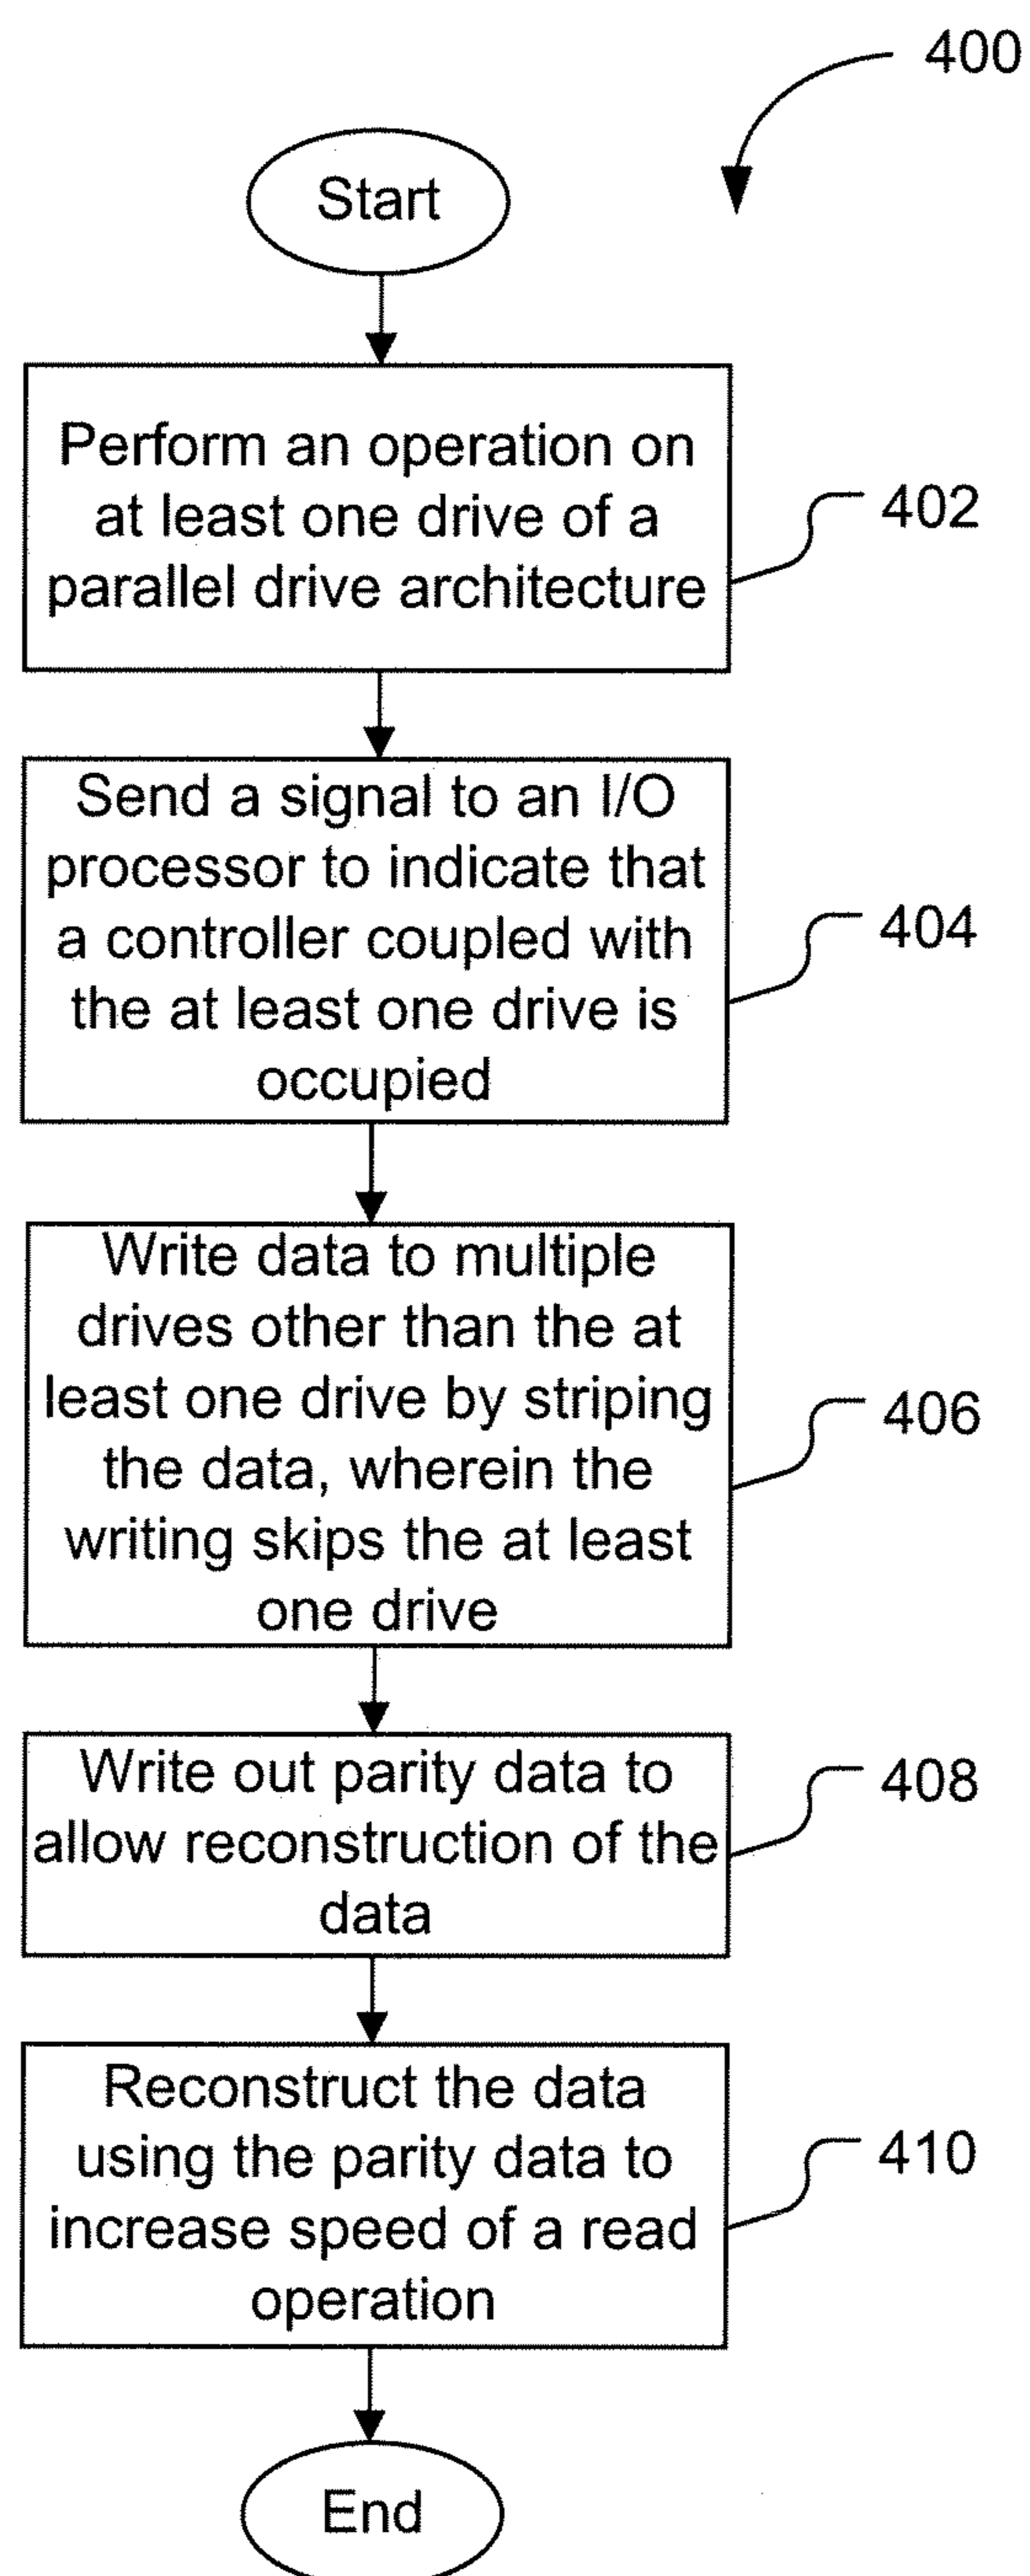 400
Start
Perform an operation on
at least one drive of a
parallel drive architecture
402
Send a signal to an I/O
processor to indicate that
a controller coupled with
the at least one drive is
occupied
404
Write data to multiple
drives other than the at
least one drive by striping
the data, wherein the
writing skips the at least
one drive
406
Write out parity data to
allow reconstruction of the
data
408
Reconstruct the data
using the parity data to
increase speed of a read
operation
410
End